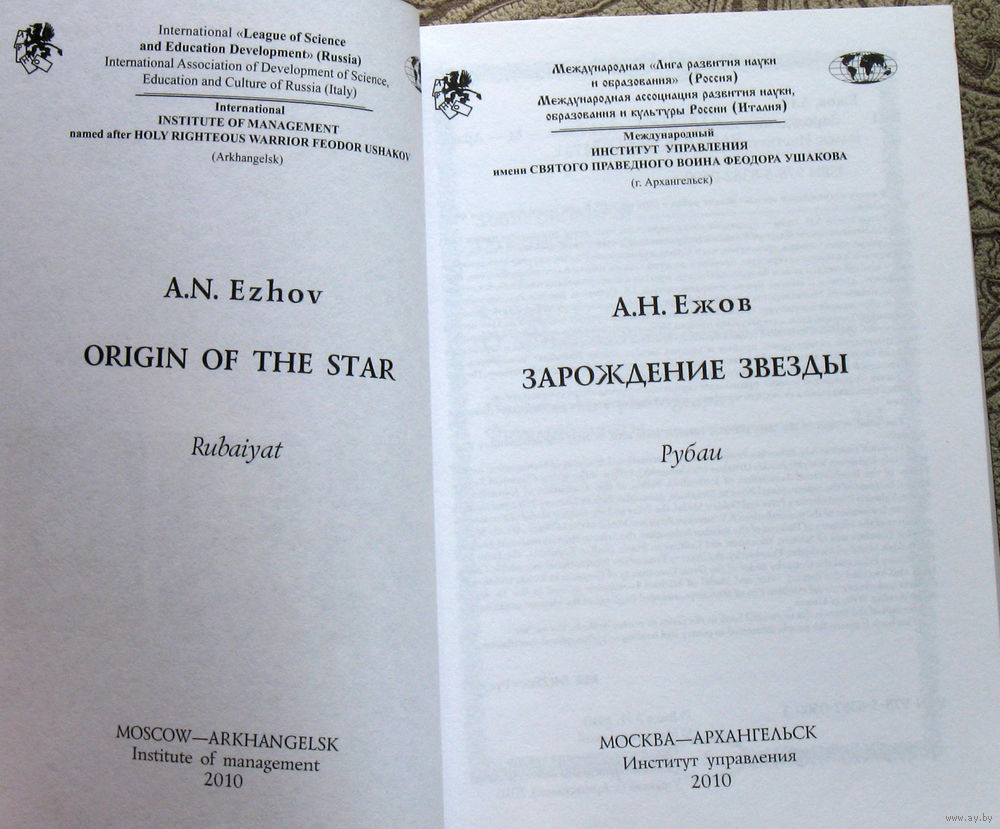 International «League of Science
and Education Development» (Russia)
International Association of Development of Science,
Education and Culture of Russia (Italy)
International
INSTITUTE OF MANAGEMENT
named after HOLY RIGHTEOUS WARRIOR FEODOR USHAKOV
(Arkhangelsk)
A.N. Ezhov
ORIGIN OF THE STAR
Rubaiyat
MOSCOW—ARKHANGELSK
Institute of management
2010
Международная «Лига развития науки
и образования» (Россия)
Международная ассоциация развития науки,
образования и культуры России (Италия)
Международный
ИНСТИТУТ УПРАВЛЕНИЯ
имени СВЯТОГО ПРАВЕДНОГО ВОИНА ФЕОДОРА УШАКОВА
(г. Архангельск)
А.Н. Ежов
ЗАРОЖДЕНИЕ ЗВЕЗДЫ
Рубаи
МОСКВА—АРХАНГЕЛЬСК
Институт управления
2010
www.ay.by